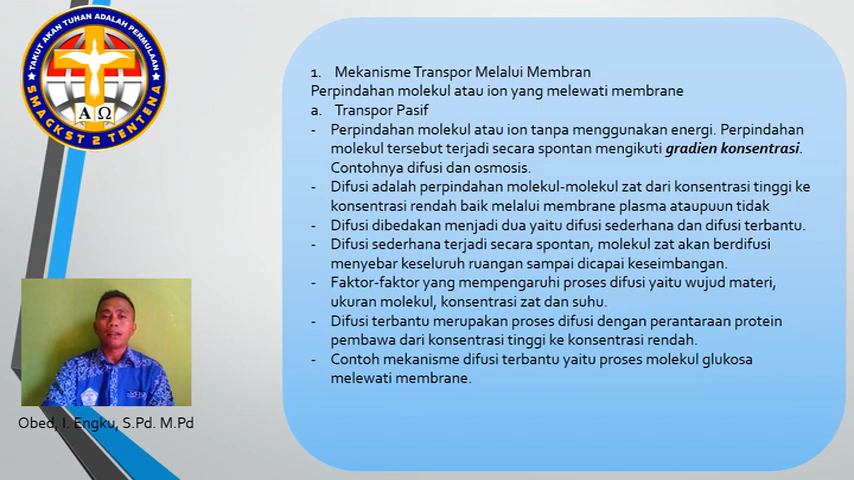 TAKUT AKAN TUHAN ADALAH PERMULAAN
SMAGKST 2 TENTENA
Α Ω
1. Mekanisme Transpor Melalui Membran
Perpindahan molekul atau ion yang melewati membrane
a. Transpor Pasif
- Perpindahan molekul atau ion tanpa menggunakan energi. Perpindahan
molekul tersebut terjadi secara spontan mengikuti gradien konsentrasi.
Contohnya difusi dan osmosis.
- Difusi adalah perpindahan molekul-molekul zat dari konsentrasi tinggi ke
konsentrasi rendah baik melalui membrane plasma ataupuun tidak
- Difusi dibedakan menjadi dua yaitu difusi sederhana dan difusi terbantu.
- Difusi sederhana terjadi secara spontan, molekul zat akan berdifusi
menyebar keseluruh ruangan sampai dicapai keseimbangan.
- Faktor-faktor yang mempengaruhi proses difusi yaitu wujud materi,
ukuran molekul, konsentrasi zat dan suhu.
- Difusi terbantu merupakan proses difusi dengan perantaraan protein
pembawa dari konsentrasi tinggi ke konsentrasi rendah.
- Contoh mekanisme difusi terbantu yaitu proses molekul glukosa
melewati membrane.
Obed, I. Engku, S.Pd. M.Pd